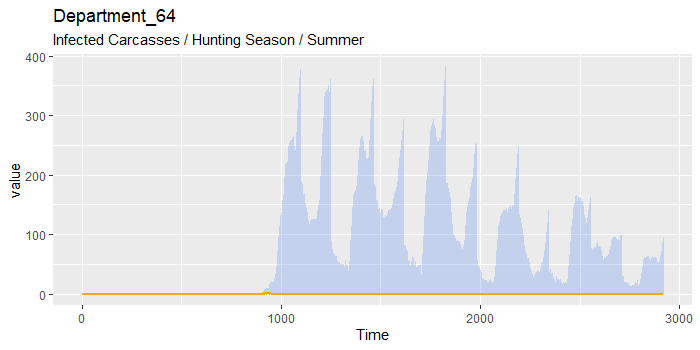 Department_64
Infected Carcasses / Hunting Season / Summer
400
300
200
100
0
value
0 1000 2000 3000
Time